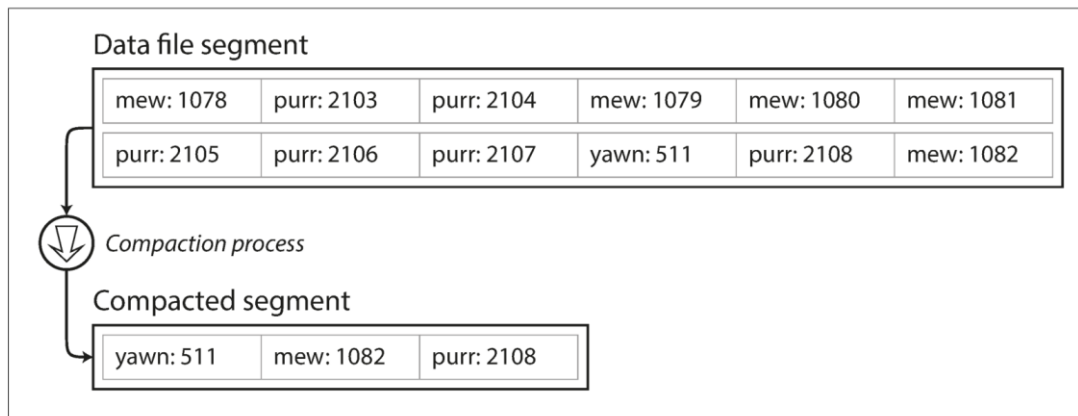 Data file segment
mew: 1078 purr: 2103 purr: 2104 mew: 1079 mew: 1080 mew: 1081
purr: 2105 purr: 2106 purr: 2107 yawn: 511 purr: 2108 mew: 1082
Compaction process
Compacted segment
yawn: 511 mew: 1082 purr: 2108